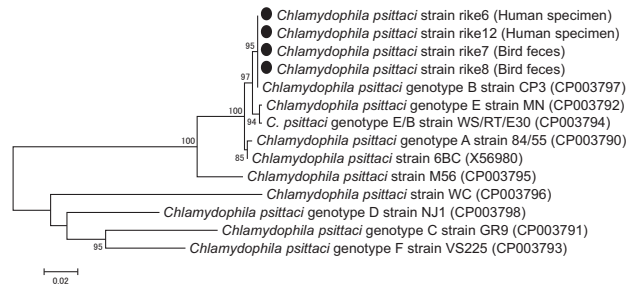 Chlamydophila psittaci strain rike6 (Human specimen)
Chlamydophila psittaci strain rike12 (Human specimen)
95
Chlamydophila psittaci strain rike7 (Bird feces)
Chlamydophila psittaci strain rike8 (Bird feces)
97
Chlamydophila psittaci genotype B strain CP3 (CP003797)
Chlamydophila psittaci genotype E strain MN (CP003792)
100
94
C. psittaci genotype E/B strain WS/RT/E30 (CP003794)
Chlamydophila psittaci genotype A strain 84/55 (CP003790)
100
85
Chlamydophila psittaci strain 6BC (X56980)
Chlamydophila psittaci strain M56 (CP003795)
Chlamydophila psittaci strain WC (CP003796)
Chlamydophila psittaci genotype D strain NJ1 (CP003798)
Chlamydophila psittaci genotype C strain GR9 (CP003791)
95
Chlamydophila psittaci genotype F strain VS225 (CP003793)
0.02